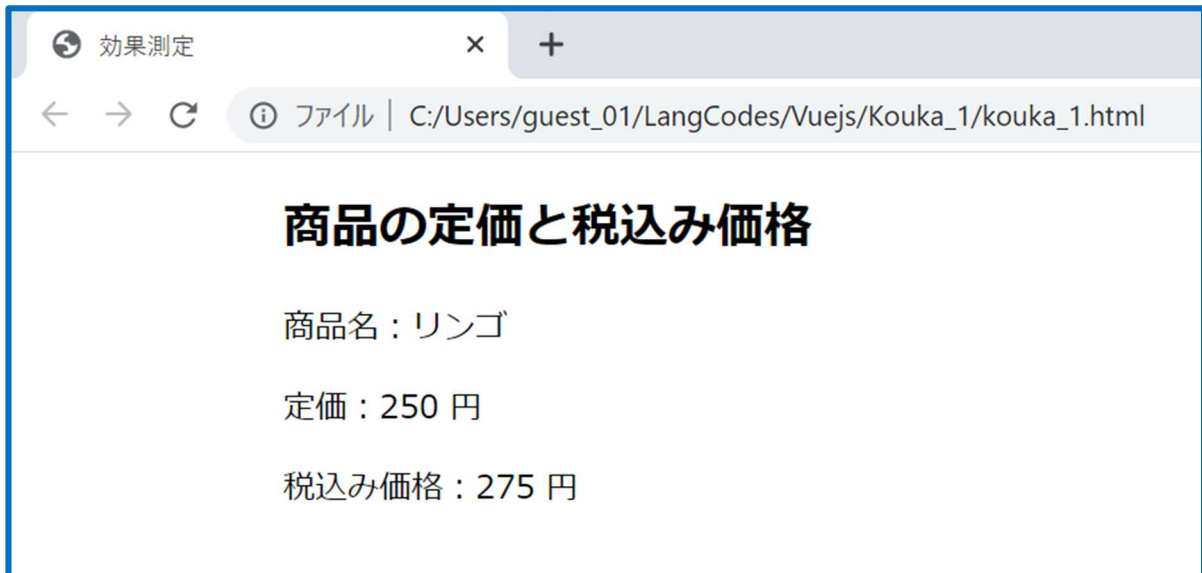 効果測定
ファイル | C:/Users/guest_01/LangCodes/Vuejs/Kouka_1/kouka_1.html
商品の定価と税込み価格
商品名：リンゴ
定価：250 円
税込み価格：275 円